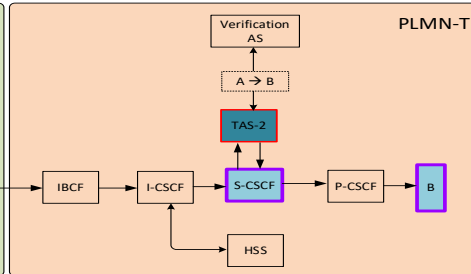 PLMN-T
Verification
AS
A → B
TAS-2
IBCF
I-CSCF
S-CSCF
P-CSCF
B
HSS